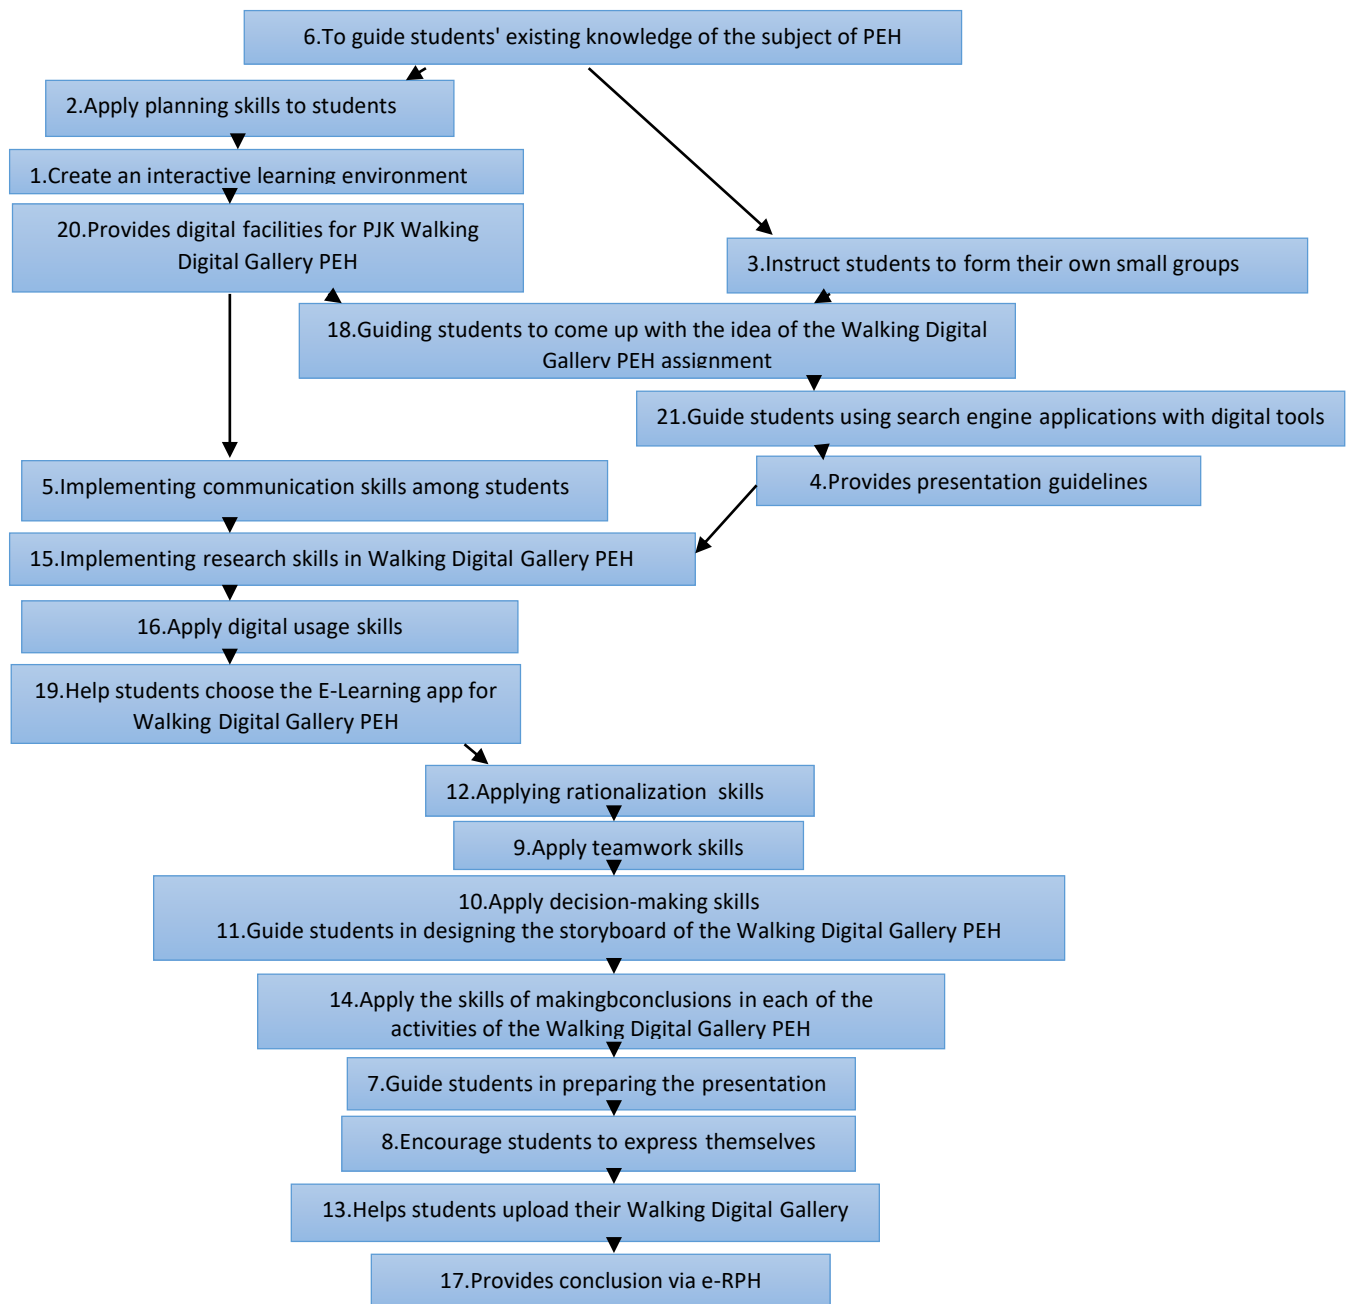 6.To guide students' existing knowledge of the subject of PEH
2.Apply planning skills to students
1.Create an interactive learning environment
20.Provides digital facilities for PJK Walking
Digital Gallery PEH
3.Instruct students to form their own small groups
18.Guiding students to come up with the idea of the Walking Digital
Gallery PEH assignment
21.Guide students using search engine applications with digital tools
5.Implementing communication skills among students
4.Provides presentation guidelines
15.Implementing research skills in Walking Digital Gallery PEH
16.Apply digital usage skills
19.Help students choose the E-Learning app for
Walking Digital Gallery PEH
12.Applying rationalization skills
9.Apply teamwork skills
10.Apply decision-making skills
11.Guide students in designing the storyboard of the Walking Digital Gallery PEH
14.Apply the skills of makingbconclusions in each of the
activities of the Walking Digital Gallery PEH
7.Guide students in preparing the presentation
8.Encourage students to express themselves
13.Helps students upload their Walking Digital Gallery
17.Provides conclusion via e-RPH